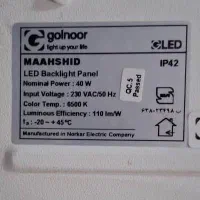 golnoor
light up your life
GLED
MAAHSHID
IP42
LED Backlight Panel
Nominal Power : 40 W
Input Voltage : 230 VAC/50 Hz
Color Temp. : 6500 K
Luminous Efficiency : 110 lm/W
ta : -20 ~ +45°C
QC.5
Passed
Manufactured in Norkar Electric Company